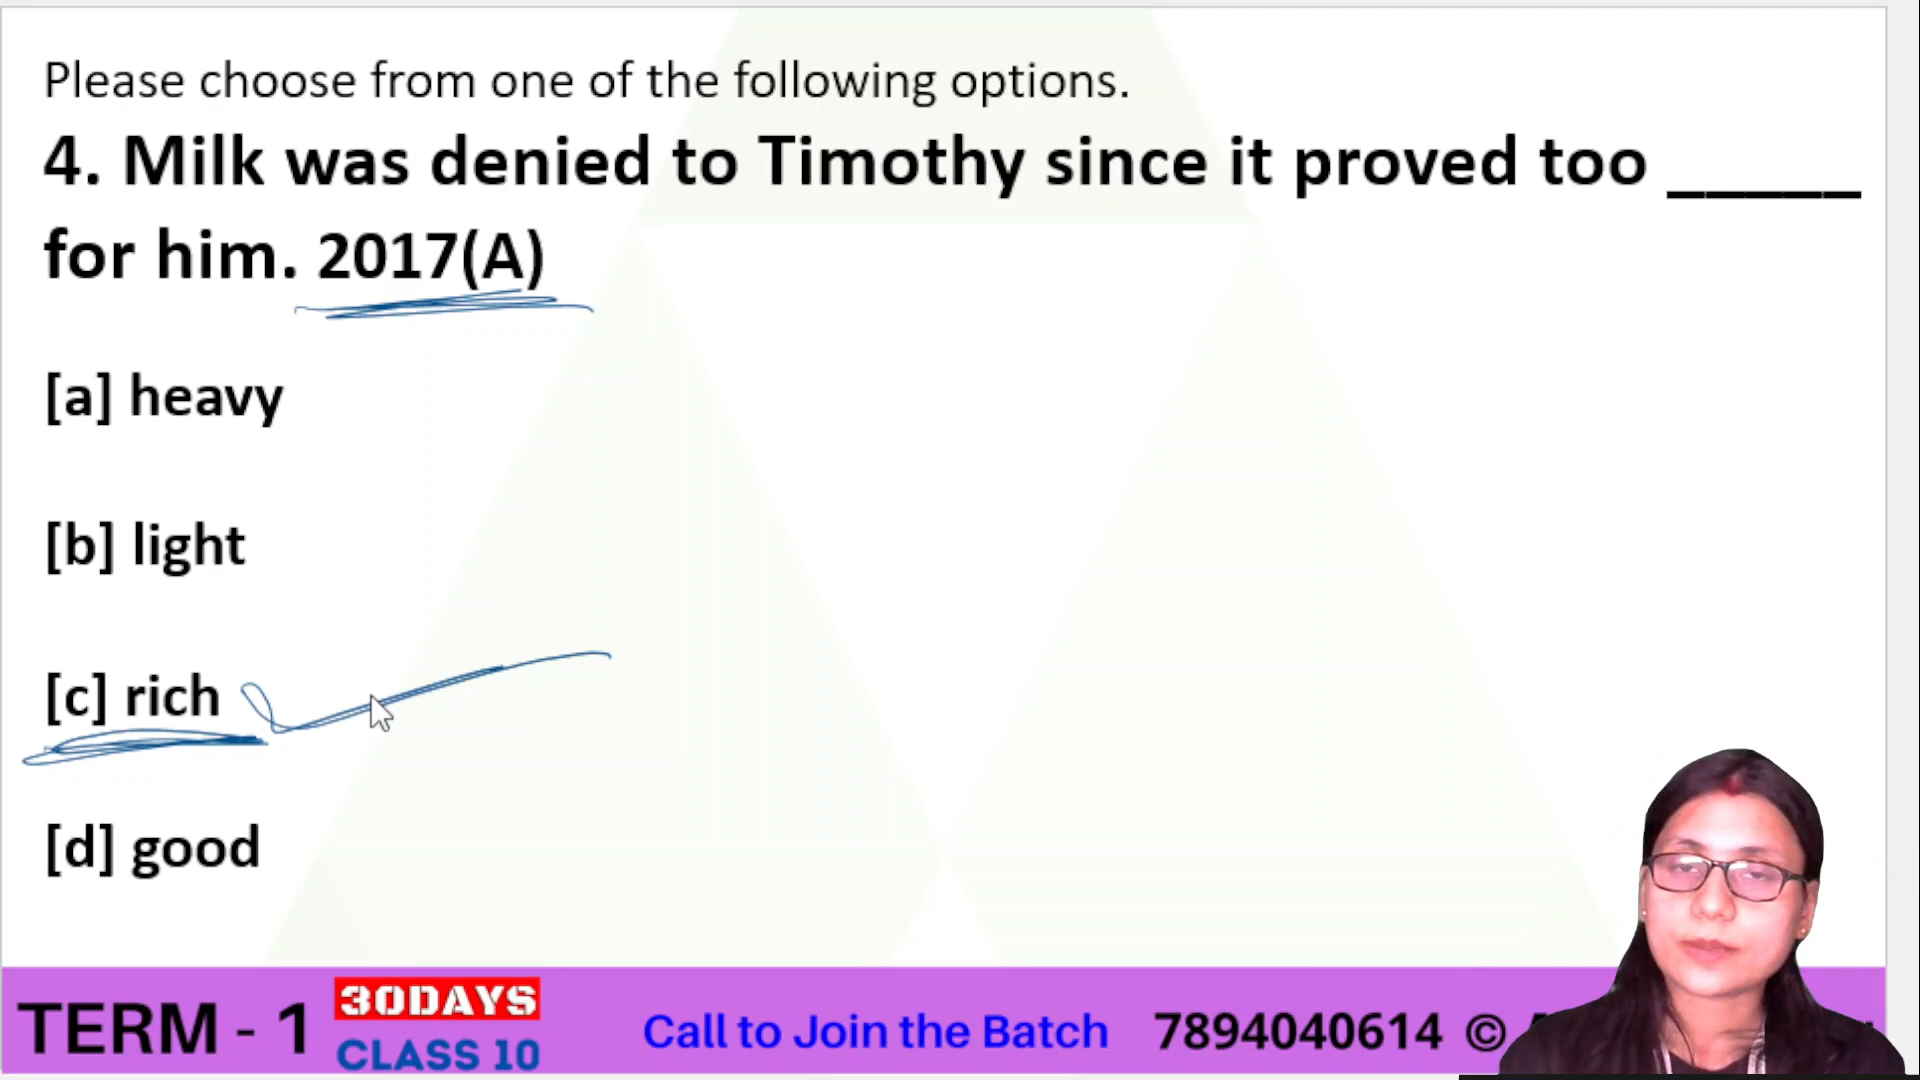 Please choose from one of the following options.
4. Milk was denied to Timothy since it proved too _____
for him. 2017(A)
[a] heavy
[b] light
[c] rich
[d] good
TERM - 1 30DAYS CLASS 10 Call to Join the Batch 7894040614 ©